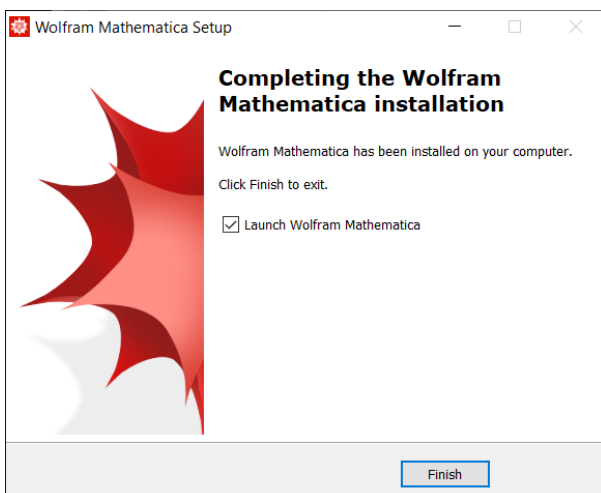 Wolfram Mathematica Setup
Completing the Wolfram
Mathematica installation
Wolfram Mathematica has been installed on your computer.
Click Finish to exit.
Launch Wolfram Mathematica
Finish